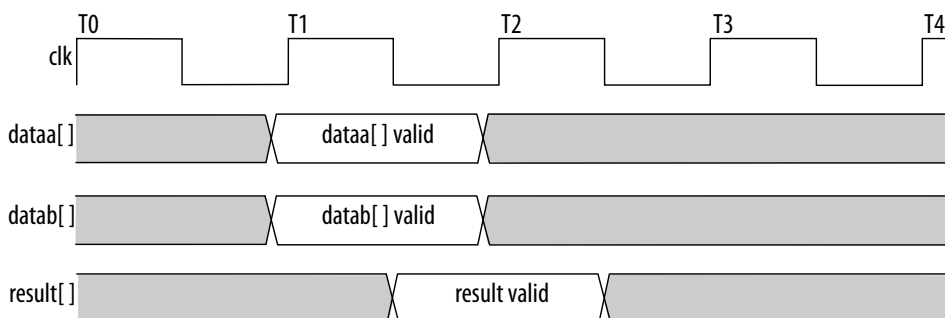 T0 T1 T2 T3 T4
clk
dataa[ ] dataa[ ] valid
datab[ ] datab[ ] valid
result[ ] result valid